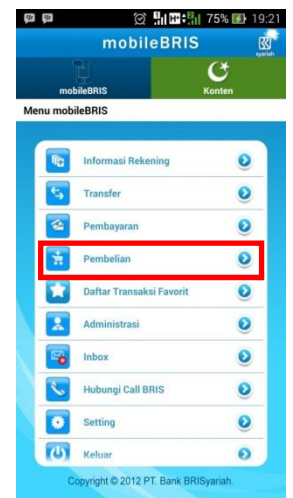 75% 19:21
mobileBRIS
syariah
mobileBRIS Konten
Menu mobileBRIS
Informasi Rekening
Transfer
Pembayaran
Pembelian
Daftar Transaksi Favorit
Administrasi
Inbox
Hubungi Call BRIS
Setting
Keluar
Copyright © 2012 PT. Bank BRISyariah.